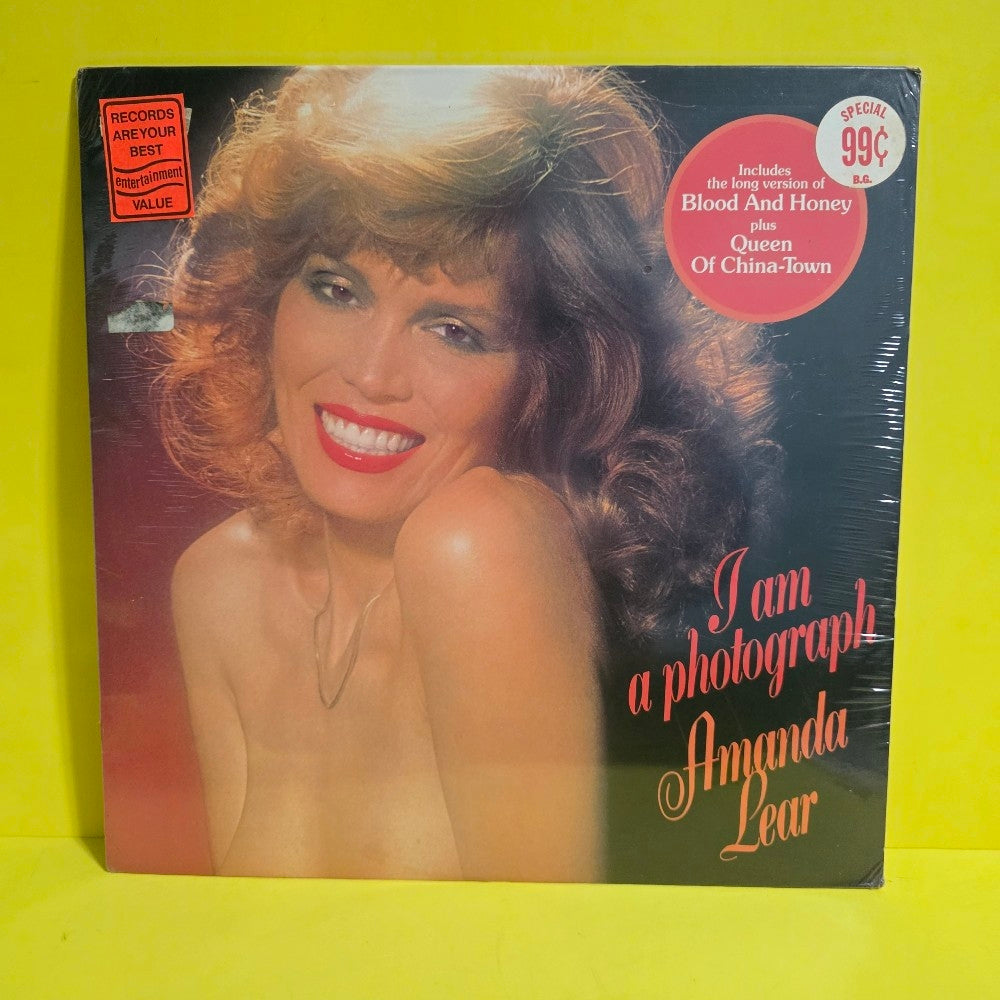 RECORDS
ARE YOUR
BEST
entertainment
VALUE
SPECIAL
99¢
B.G.
Includes
the long version of
Blood And Honey
plus
Queen
Of China-Town
I am
a photograph
Amanda
Lear